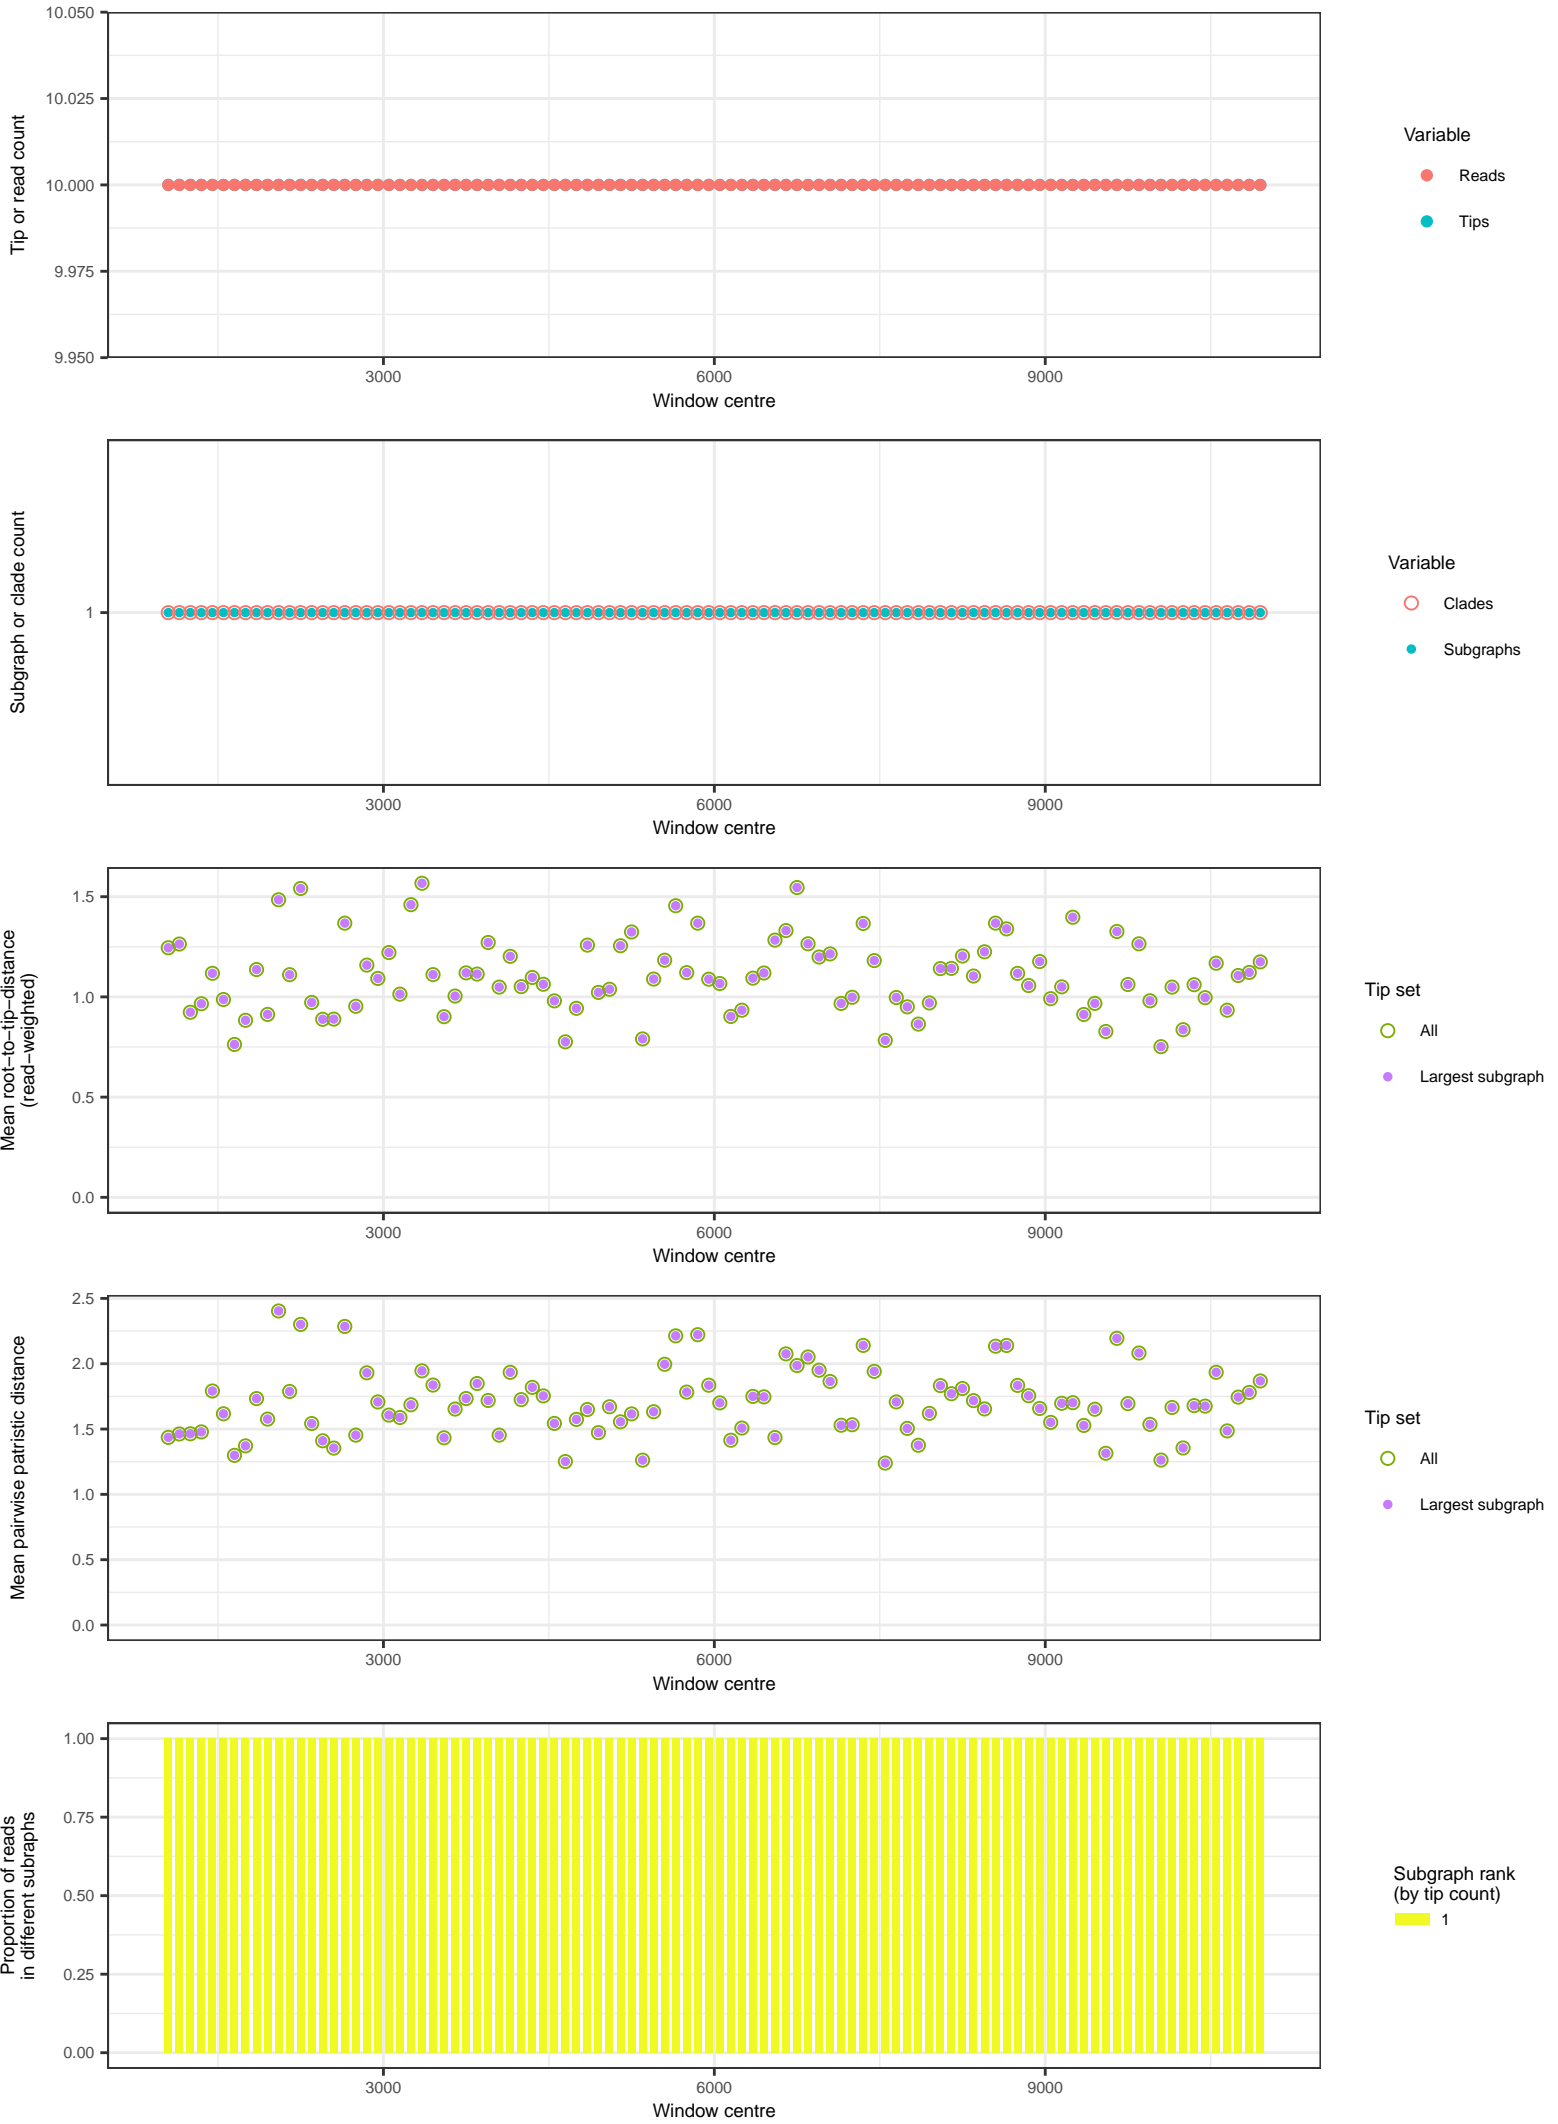 10.050
10.025
10.000
9.975
9.950
Tip or read count
3000
6000
9000
Window centre
Variable
Reads
Tips
1
Subgraph or clade count
3000
6000
9000
Window centre
Variable
Clades
Subgraphs
1.5
1.0
0.5
0.0
Mean root−to−tip−distance
(read−weighted)
3000
6000
9000
Window centre
Tip set
All
Largest subgraph
2.5
2.0
1.5
1.0
0.5
0.0
Mean pairwise patristic distance
3000
6000
9000
Window centre
Tip set
All
Largest subgraph
1.00
0.75
0.50
0.25
0.00
Proportion of reads
in different subraphs
3000
6000
9000
Window centre
Subgraph rank
(by tip count)
1